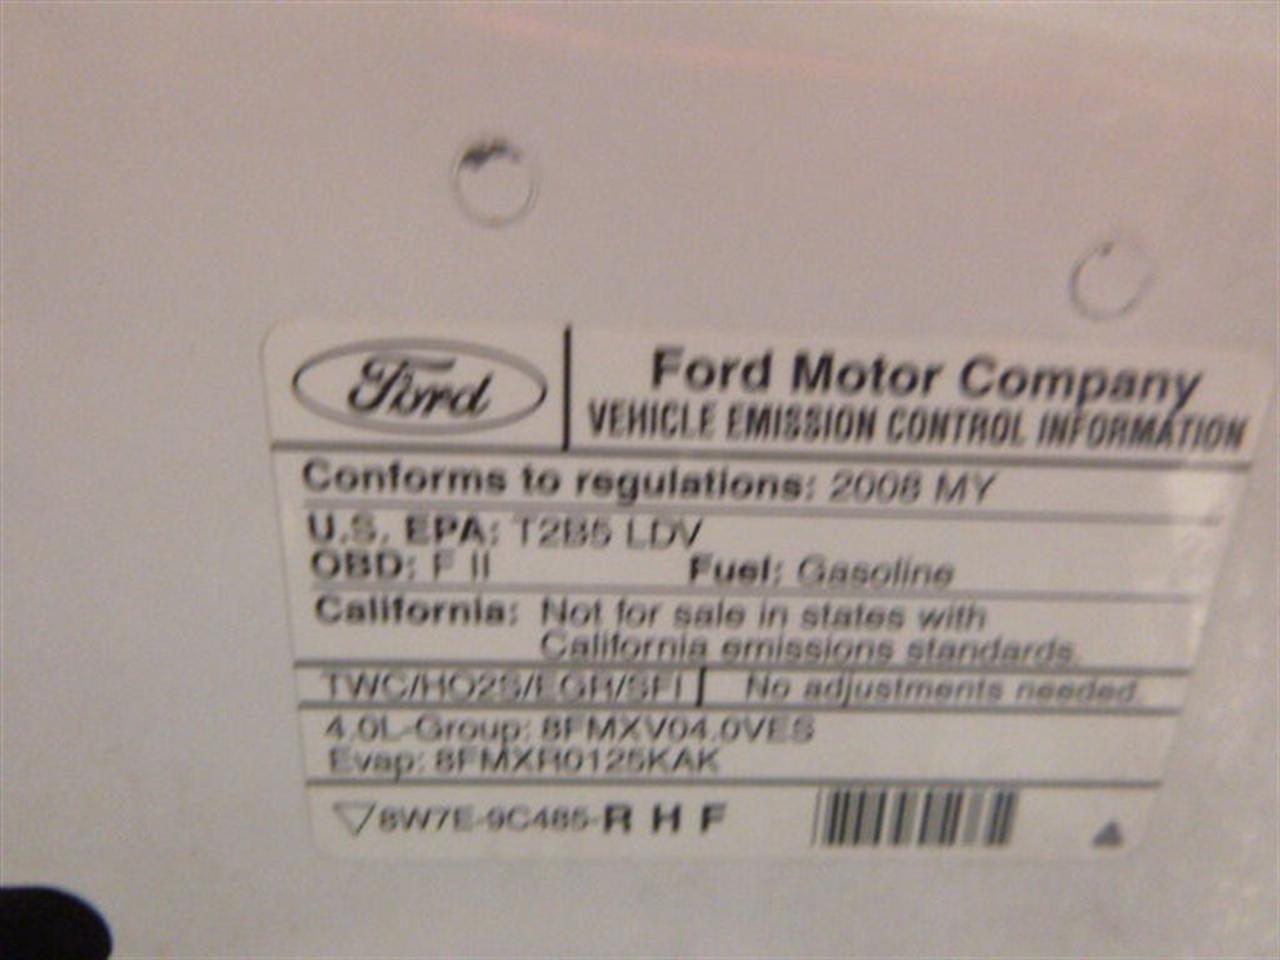 Ford
Ford Motor Company
VEHICLE EMISSION CONTROL INFORMATION
Conforms to regulations: 2008 MY
U.S. EPA: T2B5 LDV
OBD: F II Fuel: Gasoline
California: Not for sale in states with
California emissions standards.
TWC/HO2S/EGR/SFI No adjustments needed.
4.0L-Group: 8FMXV04.0VES
Evap: 8FMXR0125KAK
8W7E-9C485-R H F